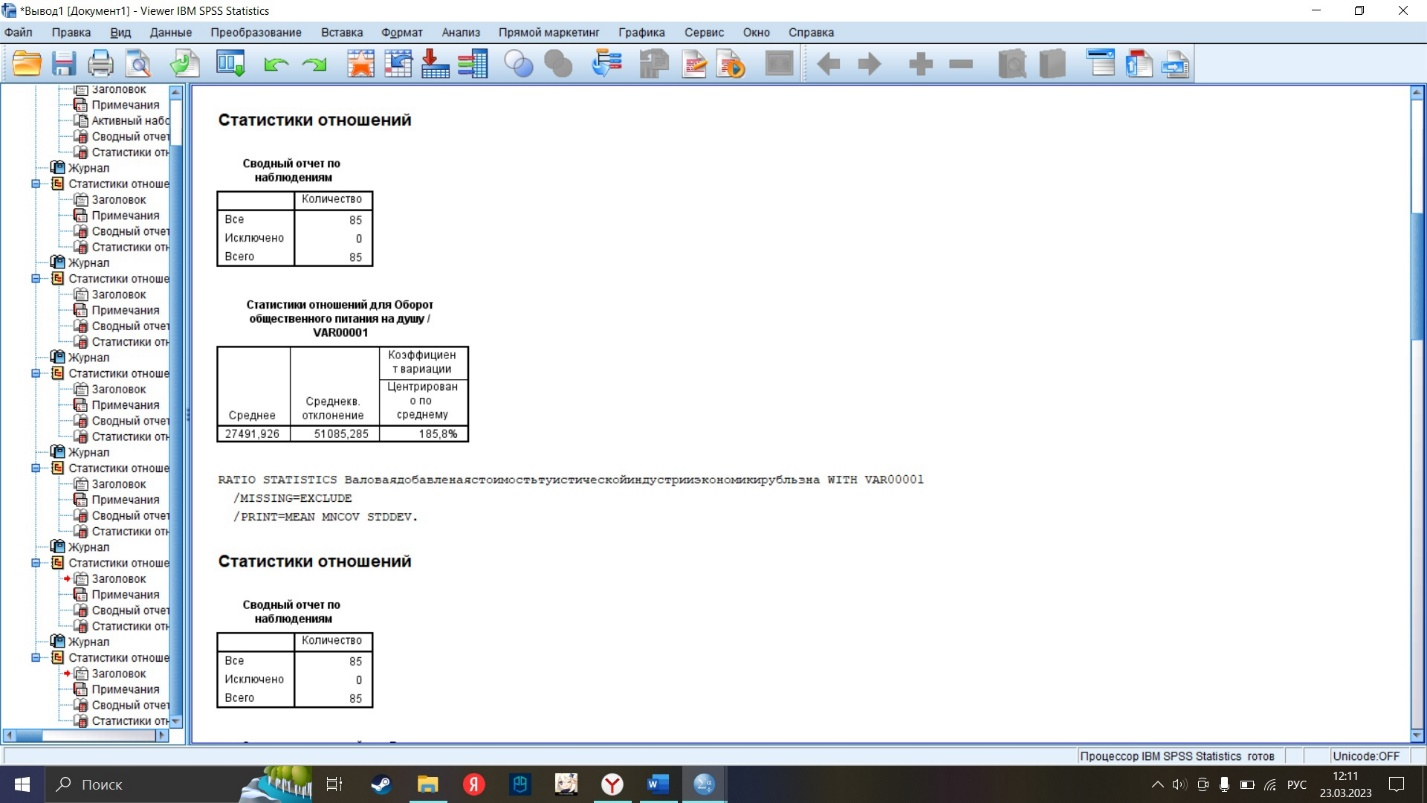 *Вывод1 [Документ1] - Viewer IBM SPSS Statistics
Файл Правка Вид Данные Преобразование Вставка Формат Анализ Прямой маркетинг Графика Сервис Окно Справка
Заголовок
Примечания
Активный набо
Сводный отчет
Статистики отн
Журнал
Статистики отноше
Заголовок
Примечания
Сводный отчет
Статистики отн
Журнал
Статистики отноше
Заголовок
Примечания
Сводный отчет
Статистики отн
Журнал
Статистики отноше
Заголовок
Примечания
Сводный отчет
Статистики отн
Журнал
Статистики отноше
Заголовок
Примечания
Сводный отчет
Статистики отн
Журнал
Статистики отноше
Заголовок
Примечания
Сводный отчет
Статистики отн
Журнал
Статистики отноше
Заголовок
Примечания
Сводный отчет
Статистики отн
Статистики отношений
Сводный отчет по
наблюдениям
Количество
Все 85
Исключено 0
Всего 85
Статистики отношений для Оборот
общественного питания на душу /
VAR00001
Коэффициен
т вариации
Среднее
Среднекв.
отклонение
Центрирован
о по
среднему
27491,926 51085,285 185,8%
RATIO STATISTICS Валоваядобавленаястоимостьтуистическойиндустрииэкономикирубльзна WITH VAR00001
/MISSING=EXCLUDE
/PRINT=MEAN MNCOV STDDEV.
Статистики отношений
Сводный отчет по
наблюдениям
Количество
Все 85
Исключено 0
Всего 85
Процессор IBM SPSS Statistics готов Unicode:OFF
Поиск
РУС
12:11
23.03.2023